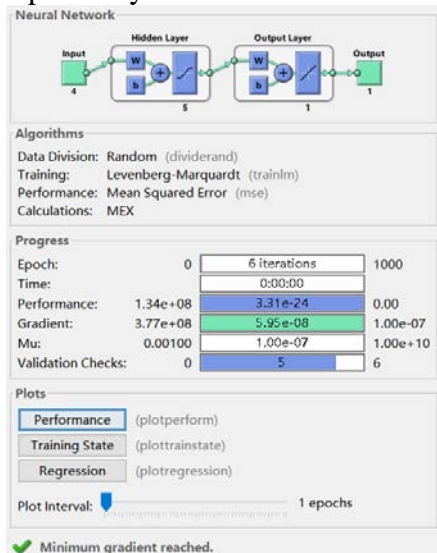 Neural Network
Hidden Layer
Output Layer
Input
Output
W
b
+
W
b
+
4
5
1
1
Algorithms
Data Division: Random (dividerand)
Training: Levenberg-Marquardt (trainlm)
Performance: Mean Squared Error (mse)
Calculations: MEX
Progress
Epoch: 0 6 iterations 1000
Time: 0:00:00
Performance: 1.34e+08 3.31e-24 0.00
Gradient: 3.77e+08 5.95e-08 1.00e-07
Mu: 0.00100 1.00e-07 1.00e+10
Validation Checks: 0 5 6
Plots
Performance (plotperform)
Training State (plottrainstate)
Regression (plotregression)
Plot Interval: 1 epochs
Minimum gradient reached.